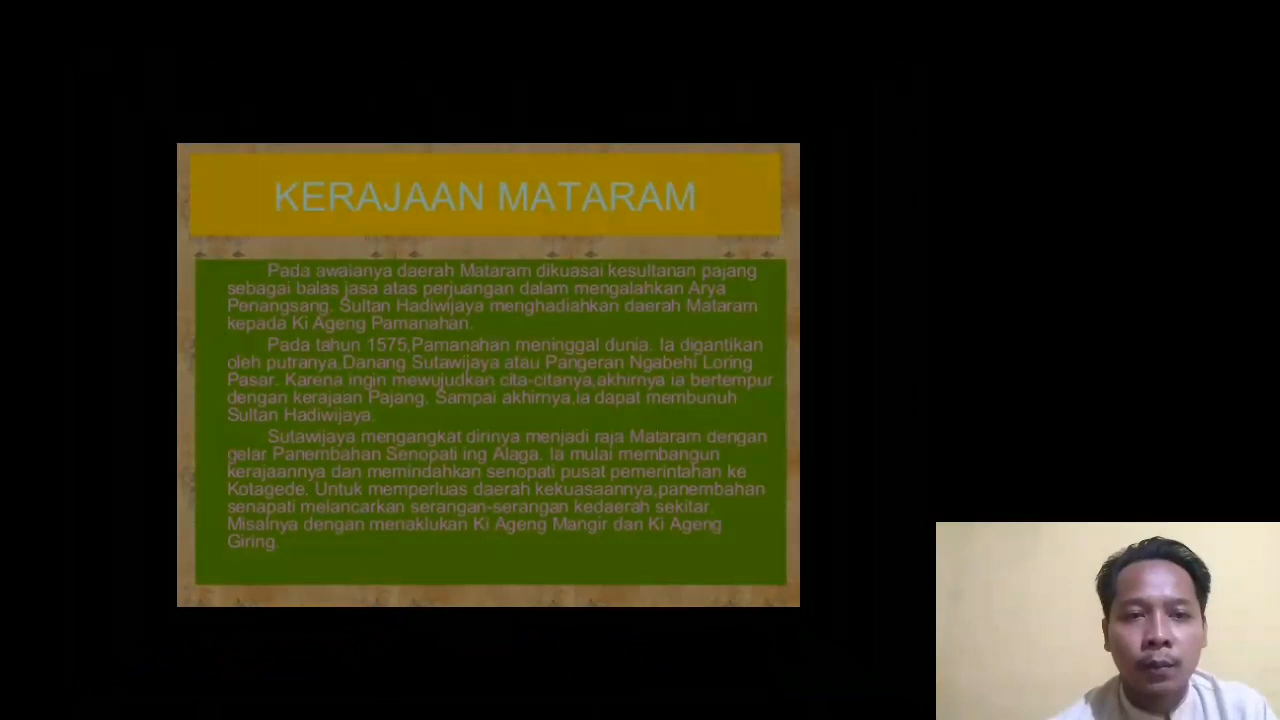 KERAJAAN MATARAM
Pada awalanya daerah Mataram dikuasai kesultanan pajang
sebagai balas jasa atas perjuangan dalam mengalahkan Arya
Penangsang. Sultan Hadiwijaya menghadiahkan daerah Mataram
kepada Ki Ageng Pamanahan.
Pada tahun 1575,Pamanahan meninggal dunia. Ia digantikan
oleh putranya,Danang Sutawijaya atau Pangeran Ngabehi Loring
Pasar. Karena ingin mewujudkan cita-citanya,akhirnya ia bertempur
dengan kerajaan Pajang. Sampai akhirnya,ia dapat membunuh
Sultan Hadiwijaya.
Sutawijaya mengangkat dirinya menjadi raja Mataram dengan
gelar Panembahan Senopati ing Alaga. Ia mulai membangun
kerajaannya dan memindahkan senopati pusat pemerintahan ke
Kotagede. Untuk memperluas daerah kekuasaannya,panembahan
senapati melancarkan serangan-serangan kedaerah sekitar.
Misalnya dengan menaklukan Ki Ageng Mangir dan Ki Ageng
Giring.